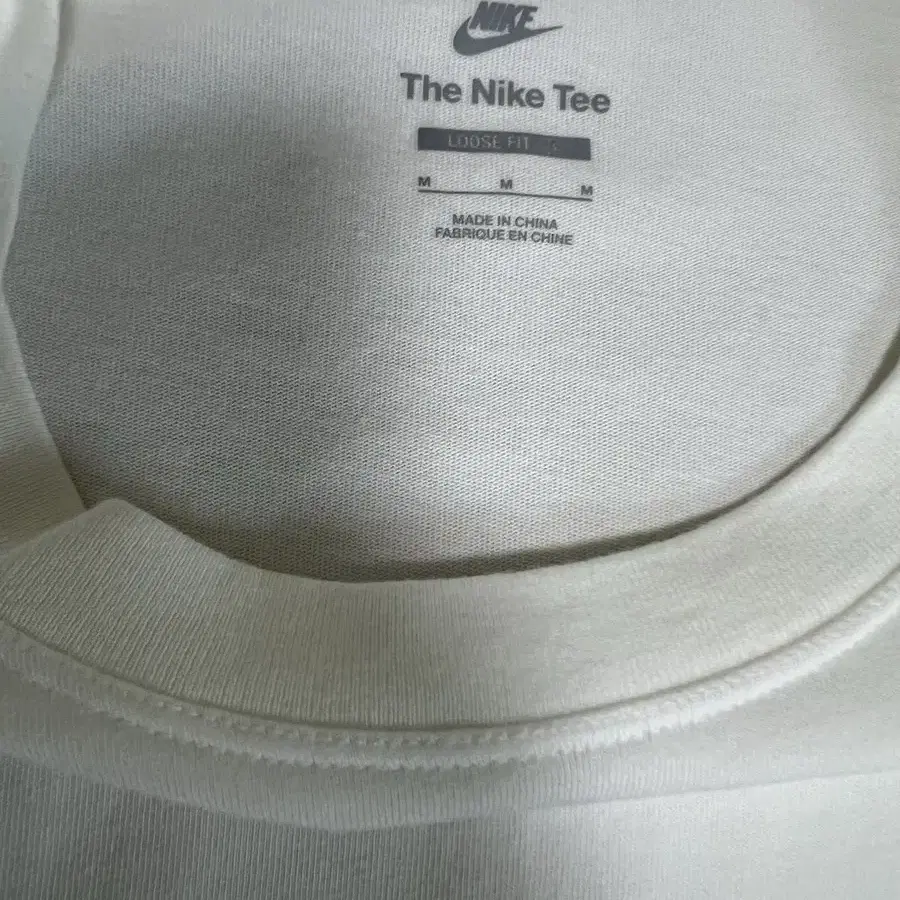 NIKE
The Nike Tee
LOOSE FIT
M M M
MADE IN CHINA
FABRIQUE EN CHINE